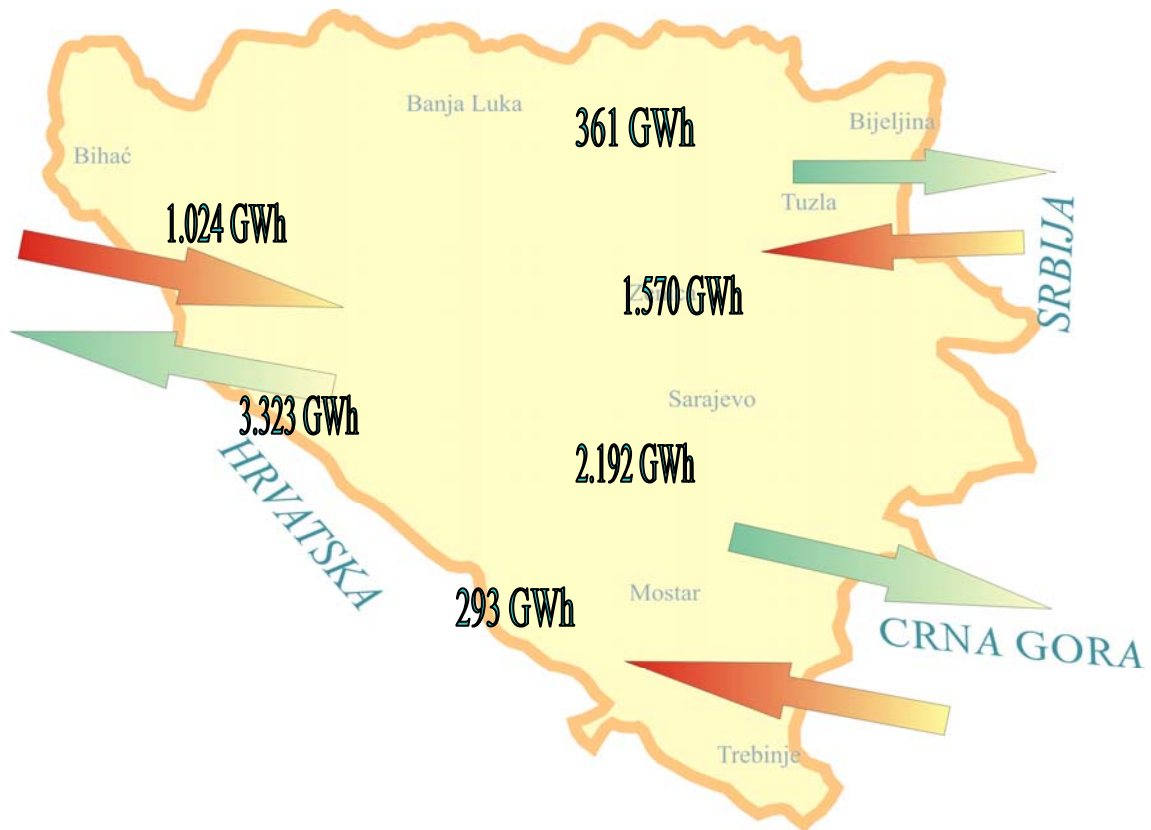 Banja Luka
361 GWh
Bijeljina
Bihać
Tuzla
1.024 GWh
SRBIJA
1.570 GWh
Sarajevo
3.323 GWh
2.192 GWh
HRVATSKA
293 GWh
Mostar
CRNA GORA
Trebinje